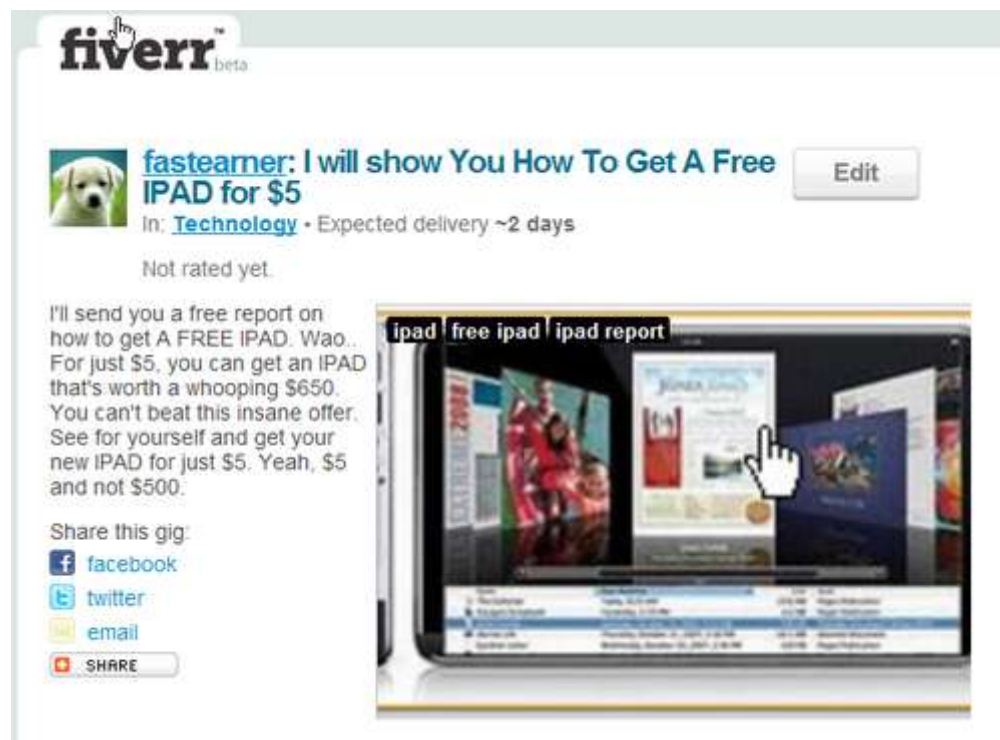 fiverr™
beta
fastearner: I will show You How To Get A Free
IPAD for $5
Edit
In: Technology • Expected delivery ~2 days
Not rated yet.
I'll send you a free report on
how to get A FREE IPAD. Wao..
For just $5, you can get an IPAD
that's worth a whooping $650.
You can't beat this insane offer.
See for yourself and get your
new IPAD for just $5. Yeah, $5
and not $500.
Share this gig:
facebook
twitter
email
SHARE
ipad free ipad ipad report
EXTREME 2008